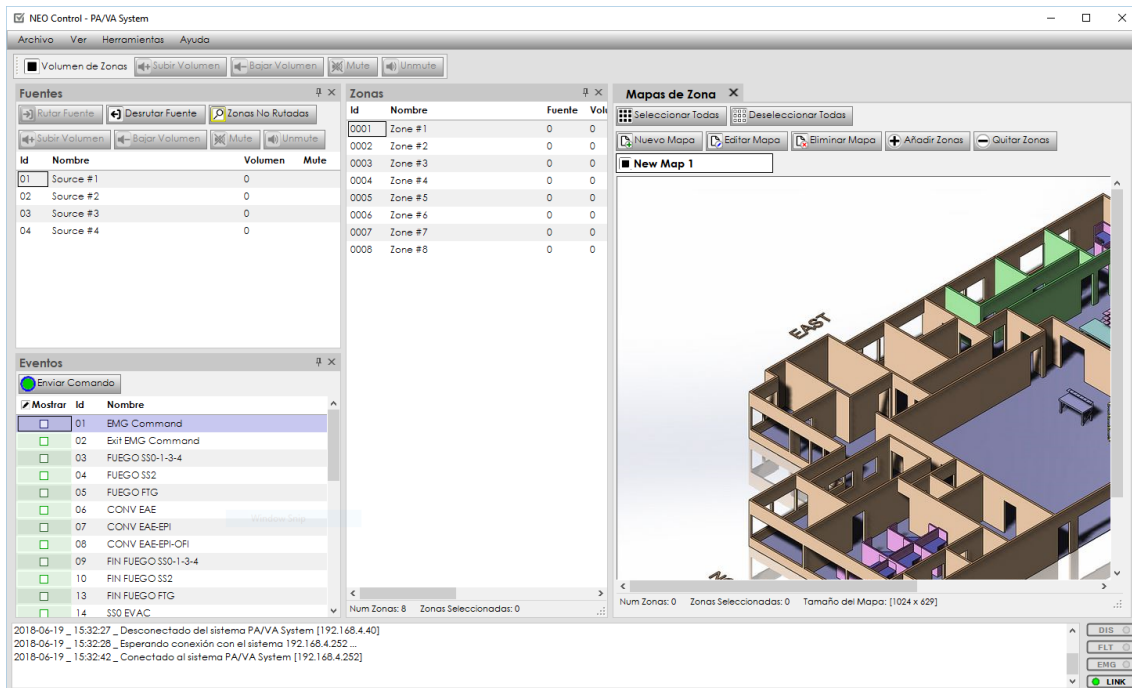 NEO Control - PA/VA System
Archivo Ver Herramientas Ayuda
Volumen de Zonas Subir Volumen Bajar Volumen Mute Unmute
Fuentes
Rutar Fuente Desrutar Fuente Zonas No Rutadas
Subir Volumen Bajar Volumen Mute Unmute
Id Nombre Volumen Mute
01 Source #1 0
02 Source #2 0
03 Source #3 0
04 Source #4 0
Eventos
Enviar Comando
Mostrar Id Nombre
01 EMG Command
02 Exit EMG Command
03 FUEGO SS0-1-3-4
04 FUEGO SS2
05 FUEGO FTG
06 CONV EAE
07 CONV EAE-EPI
08 CONV EAE-EPI-OFI
09 FIN FUEGO SS0-1-3-4
10 FIN FUEGO SS2
13 FIN FUEGO FTG
14 SS0 EVAC
Window Snip
Zonas
Id Nombre Fuente Volu
0001 Zone #1 0 0
0002 Zone #2 0 0
0003 Zone #3 0 0
0004 Zone #4 0 0
0005 Zone #5 0 0
0006 Zone #6 0 0
0007 Zone #7 0 0
0008 Zone #8 0 0
Num Zonas: 8 Zonas Seleccionadas: 0
Mapas de Zona
Seleccionar Todas Deseleccionar Todas
Nuevo Mapa Editar Mapa Eliminar Mapa Añadir Zonas Quitar Zonas
New Map 1
EAST
Num Zonas: 0 Zonas Seleccionadas: 0 Tamaño del Mapa: [1024 x 629]
2018-06-19 _ 15:32:27 _ Desconectado del sistema PA/VA System [192.168.4.40]
2018-06-19 _ 15:32:28 _ Esperando conexión con el sistema 192.168.4.252 ...
2018-06-19 _ 15:32:42 _ Conectado al sistema PA/VA System [192.168.4.252]
DIS
FLT
EMG
LINK